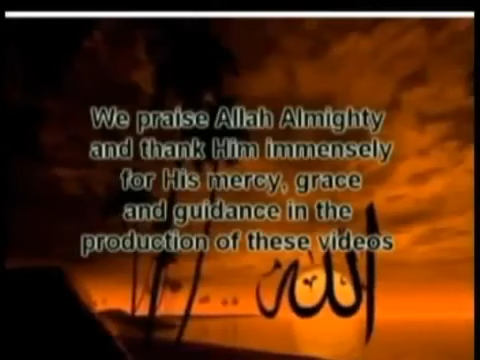 We praise Allah Almighty
and thank Him immensely
for His mercy, grace
and guidance in the
production of these videos
الله